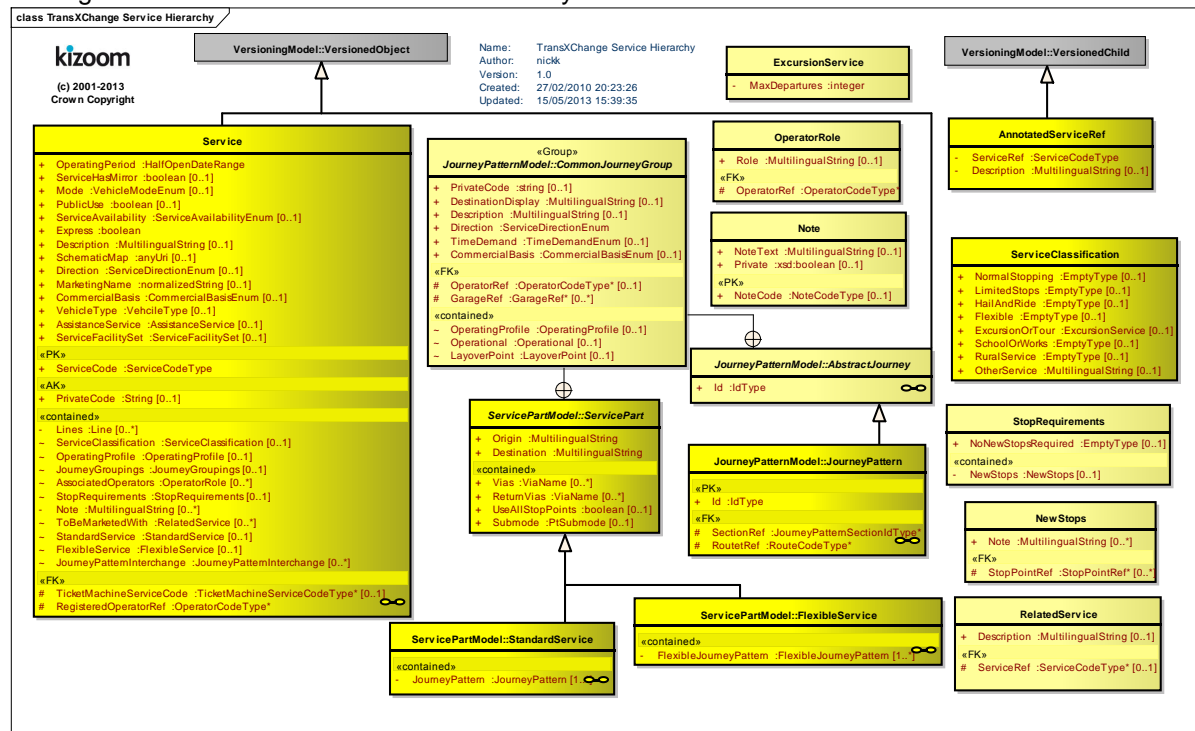 class TransXChange Service Hierarchy
kizoom
(c) 2001-2013
Crown Copyright
VersioningModel::VersionedObject
Name: TransXChange Service Hierarchy
Author: nickk
Version: 1.0
Created: 27/02/2010 20:23:26
Updated: 15/05/2013 15:39:35
ExcursionService
- MaxDepartures :integer
VersioningModel::VersionedChild
Service
+ OperatingPeriod :HalfOpenDateRange
+ ServiceHasMirror :boolean [0..1]
+ Mode :VehicleModeEnum [0..1]
+ PublicUse :boolean [0..1]
+ ServiceAvailability :ServiceAvailabilityEnum [0..1]
+ Express :boolean
+ Description :MultilingualString [0..1]
+ SchematicMap :anyUri [0..1]
+ Direction :ServiceDirectionEnum [0..1]
+ MarketingName :normalizedString [0..1]
+ CommercialBasis :CommercialBasisEnum [0..1]
+ VehicleType :VehcileType [0..1]
+ AssistanceService :AssistanceService [0..1]
+ ServiceFacilitySet :ServiceFacilitySet [0..1]
«PK»
+ ServiceCode :ServiceCodeType
«AK»
+ PrivateCode :String [0..1]
«contained»
- Lines :Line [0..*]
~ ServiceClassification :ServiceClassification [0..1]
~ OperatingProfile :OperatingProfile [0..1]
~ JourneyGroupings :JourneyGroupings [0..1]
~ AssociatedOperators :OperatorRole [0..*]
~ StopRequirements :StopRequirements [0..1]
- Note :Note [0..*]
~ ToBeMarketedWith :RelatedService [0..*]
~ StandardService :StandardService [0..1]
~ FlexibleService :FlexibleService [0..1]
~ JourneyPatternInterchange :JourneyPatternInterchange [0..*]
«FK»
# TicketMachineServiceCode :TicketMachineServiceCodeType* [0..1]
# RegisteredOperatorRef :OperatorCodeType*
«Group»
JourneyPatternModel::CommonJourneyGroup
+ PrivateCode :string [0..1]
+ DestinationDisplay :MultilingualString [0..1]
+ Description :MultilingualString [0..1]
+ Direction :ServiceDirectionEnum
+ TimeDemand :TimeDemandEnum [0..1]
+ CommercialBasis :CommercialBasisEnum [0..1]
«FK»
# OperatorRef :OperatorCodeType* [0..1]
# GarageRef :GarageRef* [0..*]
«contained»
~ OperatingProfile :OperatingProfile [0..1]
~ Operational :Operational [0..1]
~ LayoverPoint :LayoverPoint [0..1]
OperatorRole
+ Role :MultilingualString [0..1]
«FK»
# OperatorRef :OperatorCodeType*
Note
+ NoteText :MultilingualString [0..1]
+ Private :xsd:boolean [0..1]
«PK»
+ NoteCode :NoteCodeType [0..1]
AnnotatedServiceRef
- ServiceRef :ServiceCodeType
- Description :MultilingualString [0..1]
ServiceClassification
+ NormalStopping :EmptyType [0..1]
+ LimitedStops :EmptyType [0..1]
+ HailAndRide :EmptyType [0..1]
+ Flexible :EmptyType [0..1]
+ ExcursionOrTour :ExcursionService [0..1]
+ SchoolOrWorks :EmptyType [0..1]
+ RuralService :EmptyType [0..1]
+ OtherService :MultilingualString [0..1]
JourneyPatternModel::AbstractJourney
+ Id :IdType
ServicePartModel::ServicePart
+ Origin :MultilingualString
+ Destination :MultilingualString
«contained»
+ Vias :ViaName [0..*]
+ ReturnVias :ViaName [0..*]
+ UseAllStopPoints :boolean [0..1]
+ Submode :PtSubmode [0..1]
JourneyPatternModel::JourneyPattern
«PK»
+ Id :IdType
«FK»
# SectionRef :JourneyPatternSectionIdType*
# RoutetRef :RouteCodeType*
StopRequirements
+ NoNewStopsRequired :EmptyType [0..1]
«contained»
- NewStops :NewStops [0..1]
NewStops
+ Note :MultilingualString [0..*]
«FK»
# StopPointRef :StopPointRef* [0..*]
ServicePartModel::StandardService
«contained»
- JourneyPattern :JourneyPattern [1..
ServicePartModel::FlexibleService
«contained»
- FlexibleJourneyPattern :FlexibleJourneyPattern [1..*]
RelatedService
+ Description :MultilingualString [0..1]
«FK»
# ServiceRef :ServiceCodeType* [0..1]